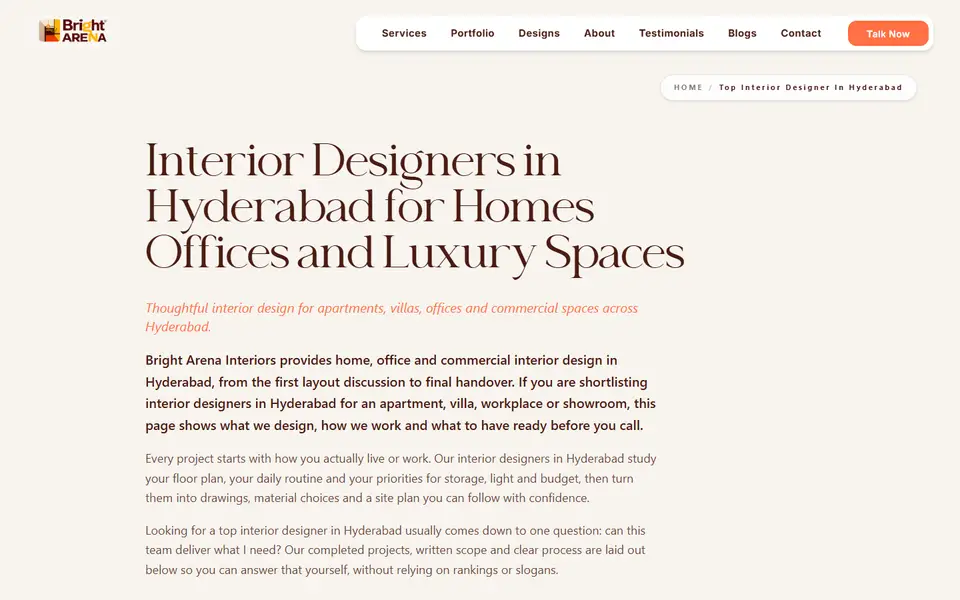 Bright
ARENA
Services Portfolio Designs About Testimonials Blogs Contact Talk Now
HOME / Top Interior Designer In Hyderabad
Interior Designers in
Hyderabad for Homes
Offices and Luxury Spaces
Thoughtful interior design for apartments, villas, offices and commercial spaces across
Hyderabad.
Bright Arena Interiors provides home, office and commercial interior design in
Hyderabad, from the first layout discussion to final handover. If you are shortlisting
interior designers in Hyderabad for an apartment, villa, workplace or showroom, this
page shows what we design, how we work and what to have ready before you call.
Every project starts with how you actually live or work. Our interior designers in Hyderabad study
your floor plan, your daily routine and your priorities for storage, light and budget, then turn
them into drawings, material choices and a site plan you can follow with confidence.
Looking for a top interior designer in Hyderabad usually comes down to one question: can this
team deliver what I need? Our completed projects, written scope and clear process are laid out
below so you can answer that yourself, without relying on rankings or slogans.